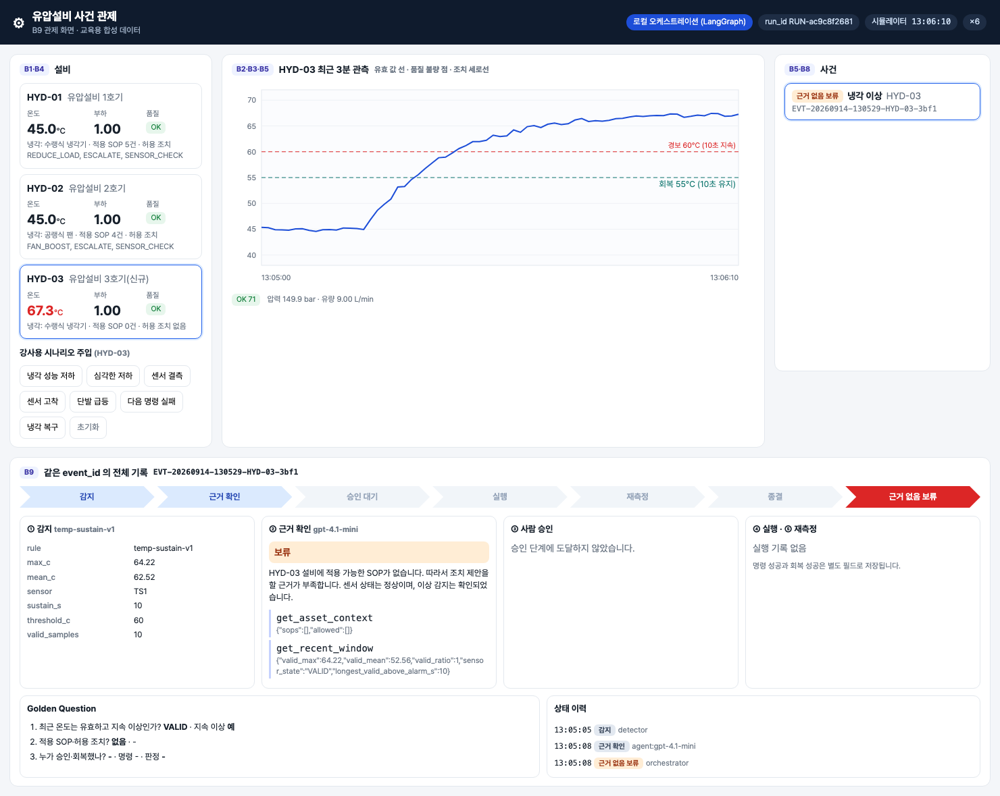 유압설비 사건 관제
B9 관제 화면 · 교육용 합성 데이터
로컬 오케스트레이션 (LangGraph)
run_id RUN-ac9c8f2681
시뮬레이터 13:06:10
×6
B1·B4 설비
HYD-01 유압설비 1호기
온도 부하 품질
45.0°C 1.00 OK
냉각: 수랭식 냉각기 · 적용 SOP 5건 · 허용 조치
REDUCE_LOAD, ESCALATE, SENSOR_CHECK
HYD-02 유압설비 2호기
온도 부하 품질
45.0°C 1.00 OK
냉각: 공랭식 팬 · 적용 SOP 4건 · 허용 조치
FAN_BOOST, ESCALATE, SENSOR_CHECK
HYD-03 유압설비 3호기(신규)
온도 부하 품질
67.3°C 1.00 OK
냉각: 수랭식 냉각기 · 적용 SOP 0건 · 허용 조치 없음
강사용 시나리오 주입 (HYD-03)
냉각 성능 저하 심각한 저하 센서 결측
센서 고착 단발 급등 다음 명령 실패
냉각 복구 초기화
B2·B3·B5 HYD-03 최근 3분 관측 유효 값 선 · 품질 불량 점 · 조치 세로선
70
65
60
55
50
45
40
경보 60°C (10초 지속)
회복 55°C (10초 유지)
13:05:00 13:06:10
OK 71 압력 149.9 bar · 유량 9.00 L/min
B5·B8 사건
근거 없음 보류 냉각 이상 HYD-03
EVT-20260914-130529-HYD-03-3bf1
B9 같은 event_id 의 전체 기록 EVT-20260914-130529-HYD-03-3bf1
감지 근거 확인 승인 대기 실행 재측정 종결 근거 없음 보류
① 감지 temp-sustain-v1
rule temp-sustain-v1
max_c 64.22
mean_c 62.52
sensor TS1
sustain_s 10
threshold_c 60
valid_samples 10
② 근거 확인 gpt-4.1-mini
보류
HYD-03 설비에 적용 가능한 SOP가 없습니다. 따라서 조치 제안을
할 근거가 부족합니다. 센서 상태는 정상이며, 이상 감지는 확인되었
습니다.
get_asset_context
{"sops":[],"allowed":[]}
get_recent_window
{"valid_max":64.22,"valid_mean":52.56,"valid_ratio":1,"senso
r_state":"VALID","longest_valid_above_alarm_s":10}
③ 사람 승인
승인 단계에 도달하지 않았습니다.
④ 실행 · ⑤ 재측정
실행 기록 없음
명령 성공과 회복 성공은 별도 필드로 저장됩니다.
Golden Question
1. 최근 온도는 유효하고 지속 이상인가? VALID · 지속 이상 예
2. 적용 SOP·허용 조치? 없음 · -
3. 누가 승인·회복했나? - · 명령 - · 판정 -
상태 이력
13:05:05 감지 detector
13:05:08 근거 확인 agent:gpt-4.1-mini
13:05:08 근거 없음 보류 orchestrator